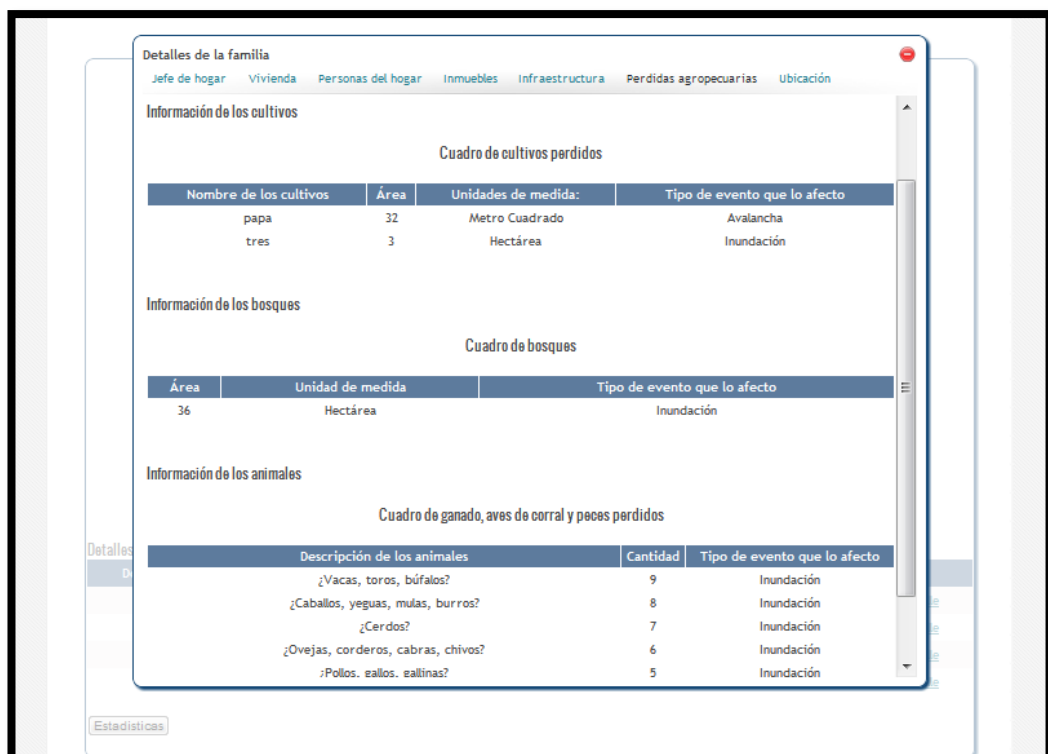 Detalles de la familia
Jefe de hogar Vivienda Personas del hogar Inmuebles Infraestructura Perdidas agropecuarias Ubicación
Información de los cultivos
Cuadro de cultivos perdidos
Nombre de los cultivos Área Unidades de medida: Tipo de evento que lo afecto
papa 32 Metro Cuadrado Avalancha
tres 3 Hectárea Inundación
Información de los bosques
Cuadro de bosques
Área Unidad de medida Tipo de evento que lo afecto
36 Hectárea Inundación
Información de los animales
Cuadro de ganado, aves de corral y peces perdidos
Detalles
Descripción de los animales Cantidad Tipo de evento que lo afecto
¿Vacas, toros, búfalos? 9 Inundación
¿Caballos, yeguas, mulas, burros? 8 Inundación
¿Cerdos? 7 Inundación
¿Ovejas, corderos, cabras, chivos? 6 Inundación
¿Pollos, gallos, gallinas? 5 Inundación
Estadisticas